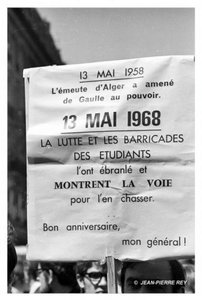 13 MAI 1958
L'émeute d'Alger a amené
de Gaulle au pouvoir.
13 MAI 1968
LA LUTTE ET LES BARRICADES
DES ETUDIANTS
l'ont ébranlé et
MONTRENT LA VOIE
pour l'en chasser.
Bon anniversaire,
mon général !
© JEAN-PIERRE REY